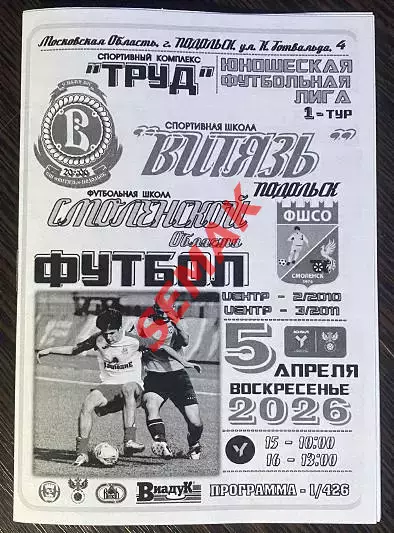 Московская Область, г. ПОДОЛЬСК, ул. К. Готвальда, 4
СПОРТИВНЫЙ КОМПЛЕКС
"ТРУД"
ЮНОШЕСКАЯ
ФУТБОЛЬНАЯ
ЛИГА
1-ТУР
СПОРТИВНАЯ ШКОЛА
"ВИТЯЗЬ"
ПОДОЛЬСК
ФУТБОЛЬНАЯ ШКОЛА
СМОЛЕНСКОЙ
Области
ФШСО
СМОЛЕНСК
ФУТБОЛ
SEMAK
ЦЕНТР - 2/2010
ЦЕНТР - 3/2011
5
АПРЕЛЯ
ВОСКРЕСЕНЬЕ
2026
15 - 10:00
16 - 13:00
ВиадуК
ПРОГРАММА - 1/426